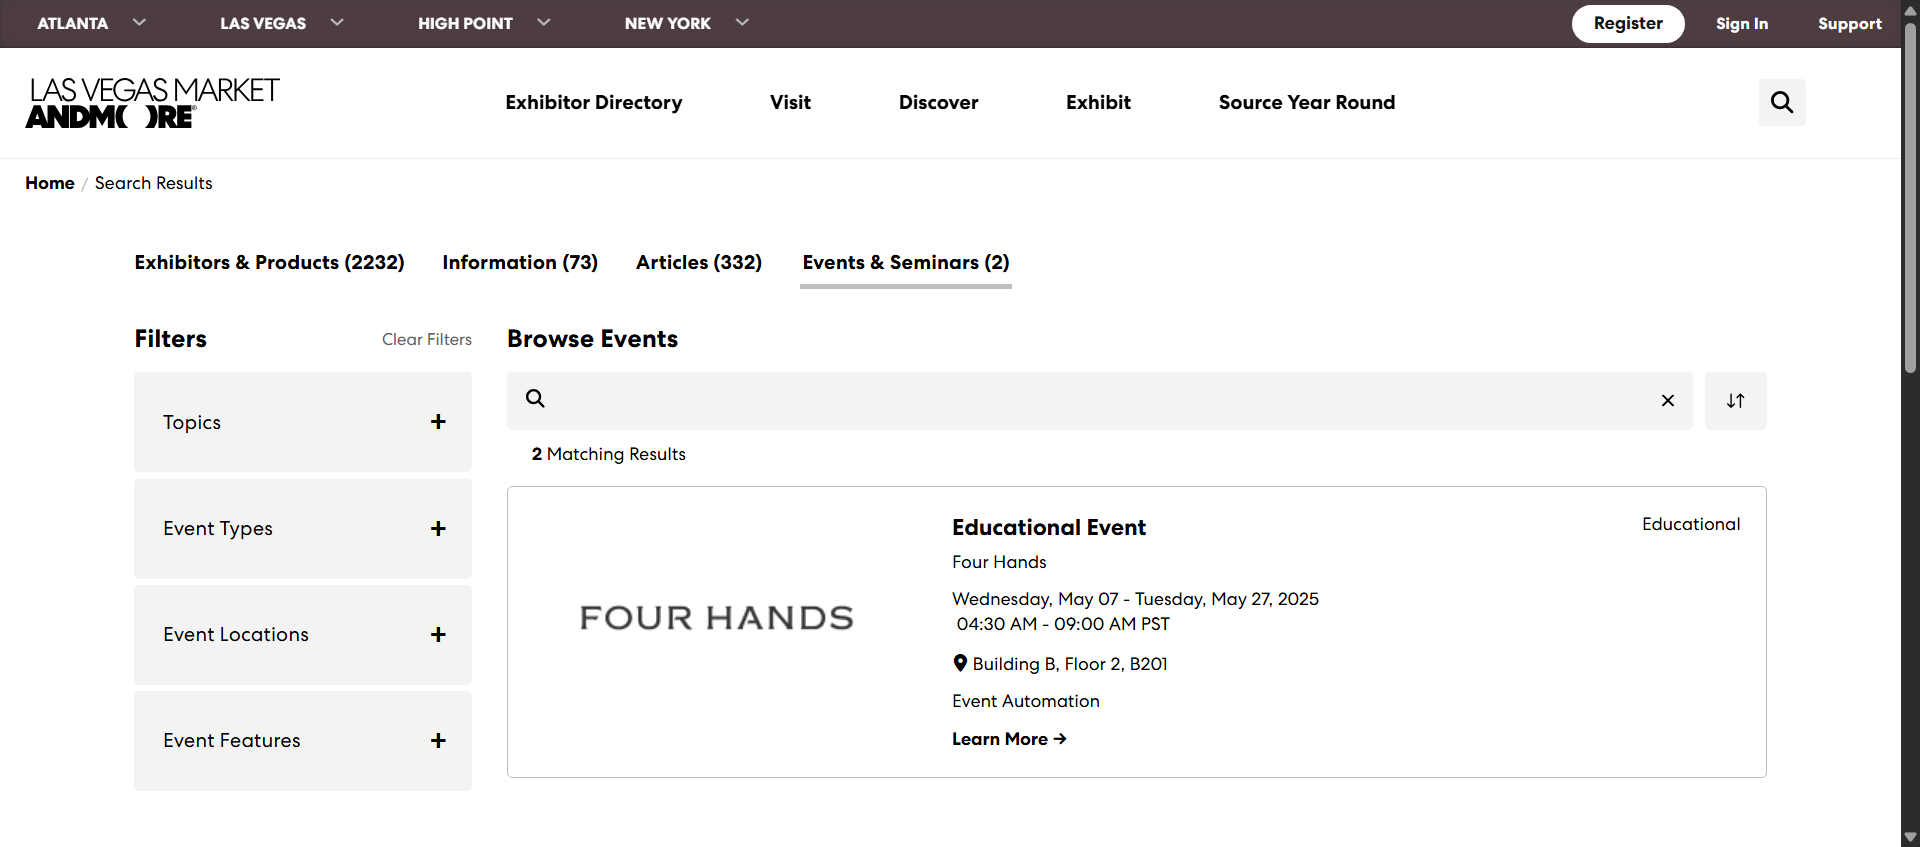 ATLANTA LAS VEGAS HIGH POINT NEW YORK Register Sign In Support
LAS VEGAS MARKET
ANDMORE®
Exhibitor Directory Visit Discover Exhibit Source Year Round
Home / Search Results
Exhibitors & Products (2232) Information (73) Articles (332) Events & Seminars (2)
Filters Clear Filters Browse Events
Topics
2 Matching Results
Event Types
Event Locations
Event Features
FOUR HANDS
Educational Event Educational
Four Hands
Wednesday, May 07 - Tuesday, May 27, 2025
04:30 AM - 09:00 AM PST
Building B, Floor 2, B201
Event Automation
Learn More →